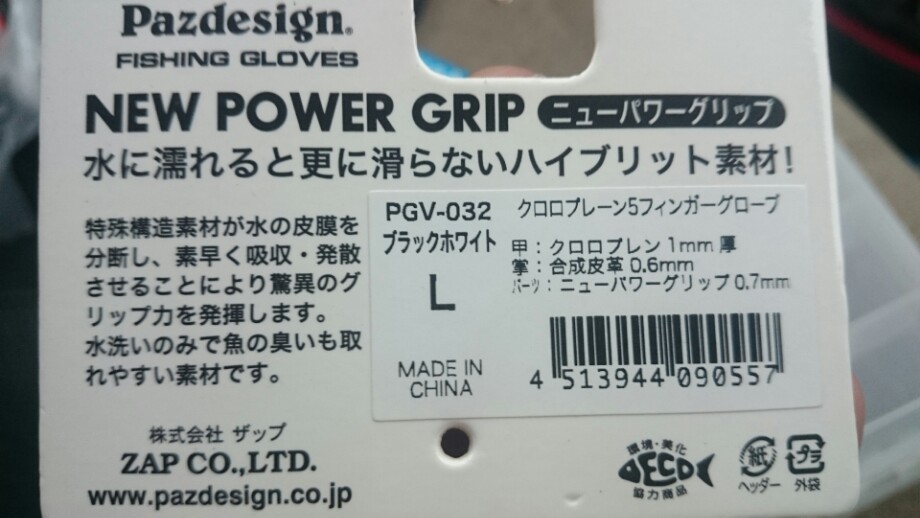 Pazdesign®
FISHING GLOVES
NEW POWER GRIP ニューパワーグリップ
水に濡れると更に滑らないハイブリット素材!
特殊構造素材が水の皮膜を
分断し、素早く吸収・発散
させることにより驚異のグ
リップ力を発揮します。
水洗いのみで魚の臭いも取
れやすい素材です。
PGV-032
ブラックホワイト
L
MADE IN
CHINA
クロロプレーン5フィンガーグローブ
甲:クロロプレン1mm厚
掌:合成皮革0.6mm
パーツ:ニューパワーグリップ0.7mm
4 513944 090557
株式会社 ザップ
ZAP CO.,LTD.
www.pazdesign.co.jp
環境・美化
DECO
協力商品
紙
ヘッダー
プラ
外袋